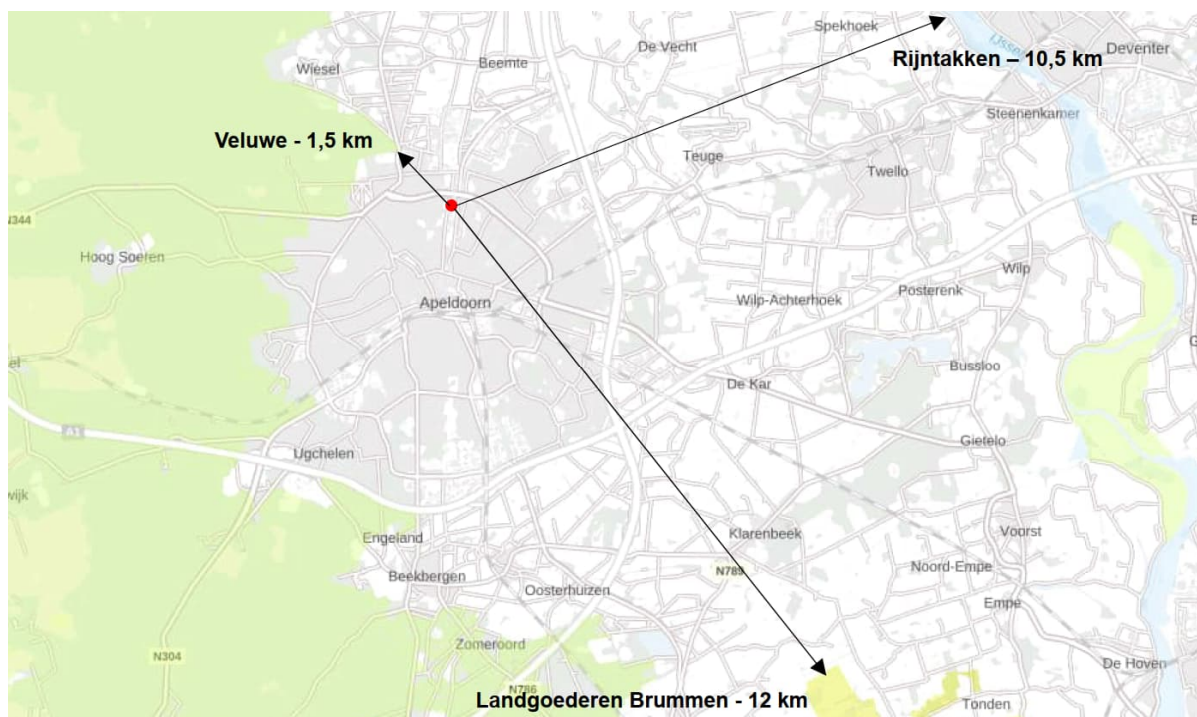 Spekhoek
De Vecht
IJssel
Deventer
Wiesel
Beemte
Rijntakken – 10,5 km
Steenenkamer
Veluwe - 1,5 km
Teuge
Twello
N344
Hoog Soeren
Wilp
Apeldoorn
Wilp-Achterhoek
Posterenk
Bussloo
De Kar
A1
Gietelo
Ugchelen
wijk
Klarenbeek
Voorst
Engeland
N789
Noord-Empe
Beekbergen
Oosterhuizen
Empe
Zomeroord
N304
De Hoven
N786
Landgoederen Brummen - 12 km
Tonden